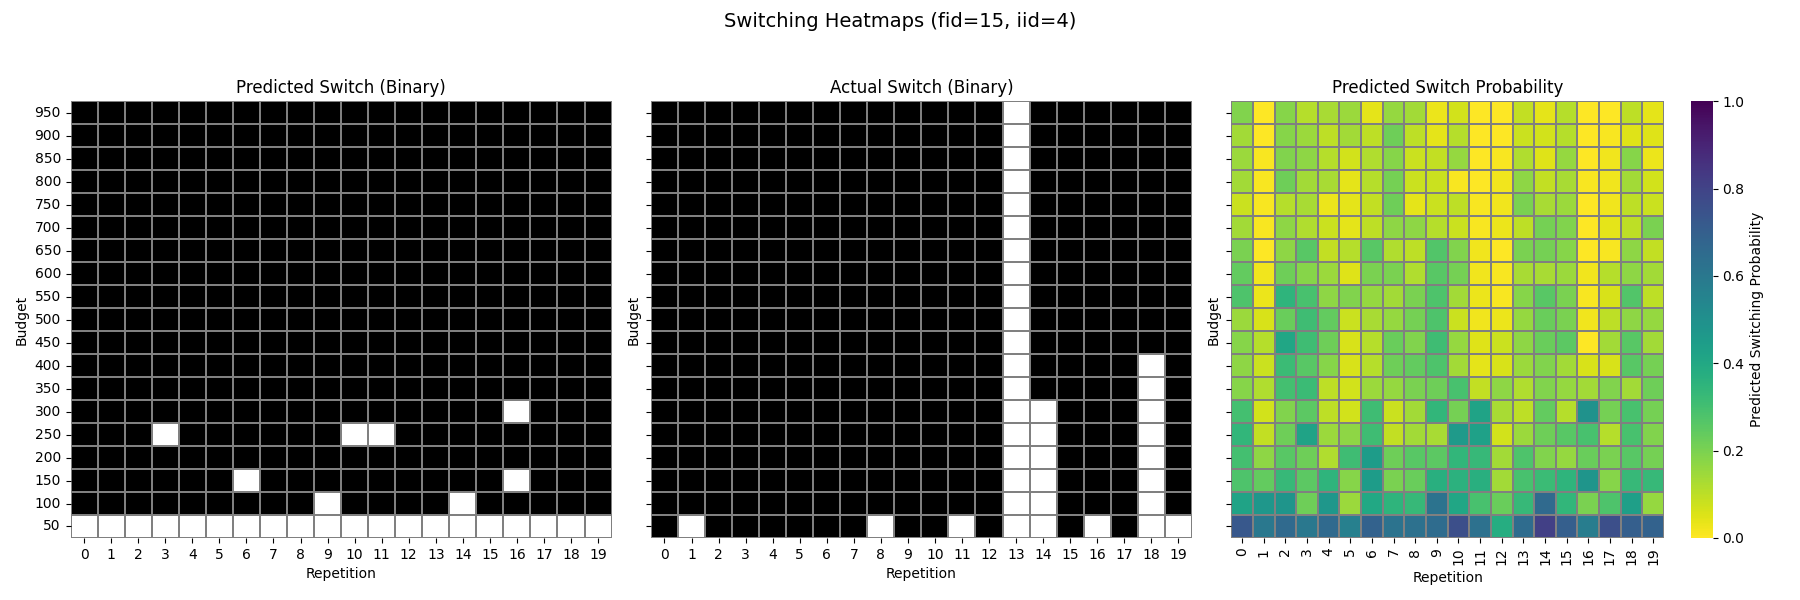 Switching Heatmaps (fid=15, iid=4)
Predicted Switch (Binary)
Budget
950
900
850
800
750
700
650
600
550
500
450
400
350
300
250
200
150
100
50
0 1 2 3 4 5 6 7 8 9 10 11 12 13 14 15 16 17 18 19
Repetition
Actual Switch (Binary)
Budget
0 1 2 3 4 5 6 7 8 9 10 11 12 13 14 15 16 17 18 19
Repetition
Predicted Switch Probability
Budget
0 1 2 3 4 5 6 7 8 9 10 11 12 13 14 15 16 17 18 19
Repetition
1.0
0.8
0.6
0.4
0.2
0.0
Predicted Switching Probability